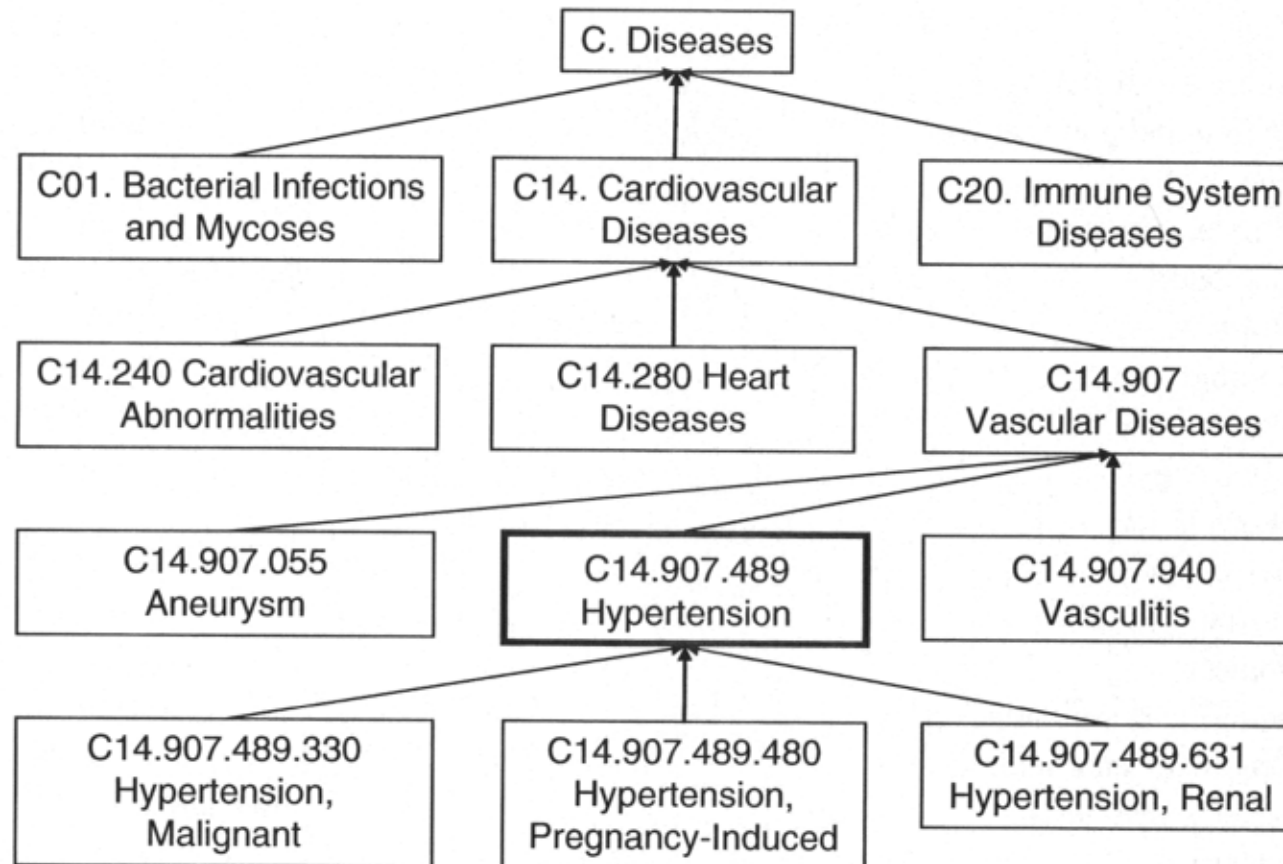 C. Diseases
C01. Bacterial Infections
and Mycoses
C14. Cardiovascular
Diseases
C20. Immune System
Diseases
C14.240 Cardiovascular
Abnormalities
C14.280 Heart
Diseases
C14.907
Vascular Diseases
C14.907.055
Aneurysm
C14.907.489
Hypertension
C14.907.940
Vasculitis
C14.907.489.330
Hypertension,
Malignant
C14.907.489.480
Hypertension,
Pregnancy-Induced
C14.907.489.631
Hypertension, Renal